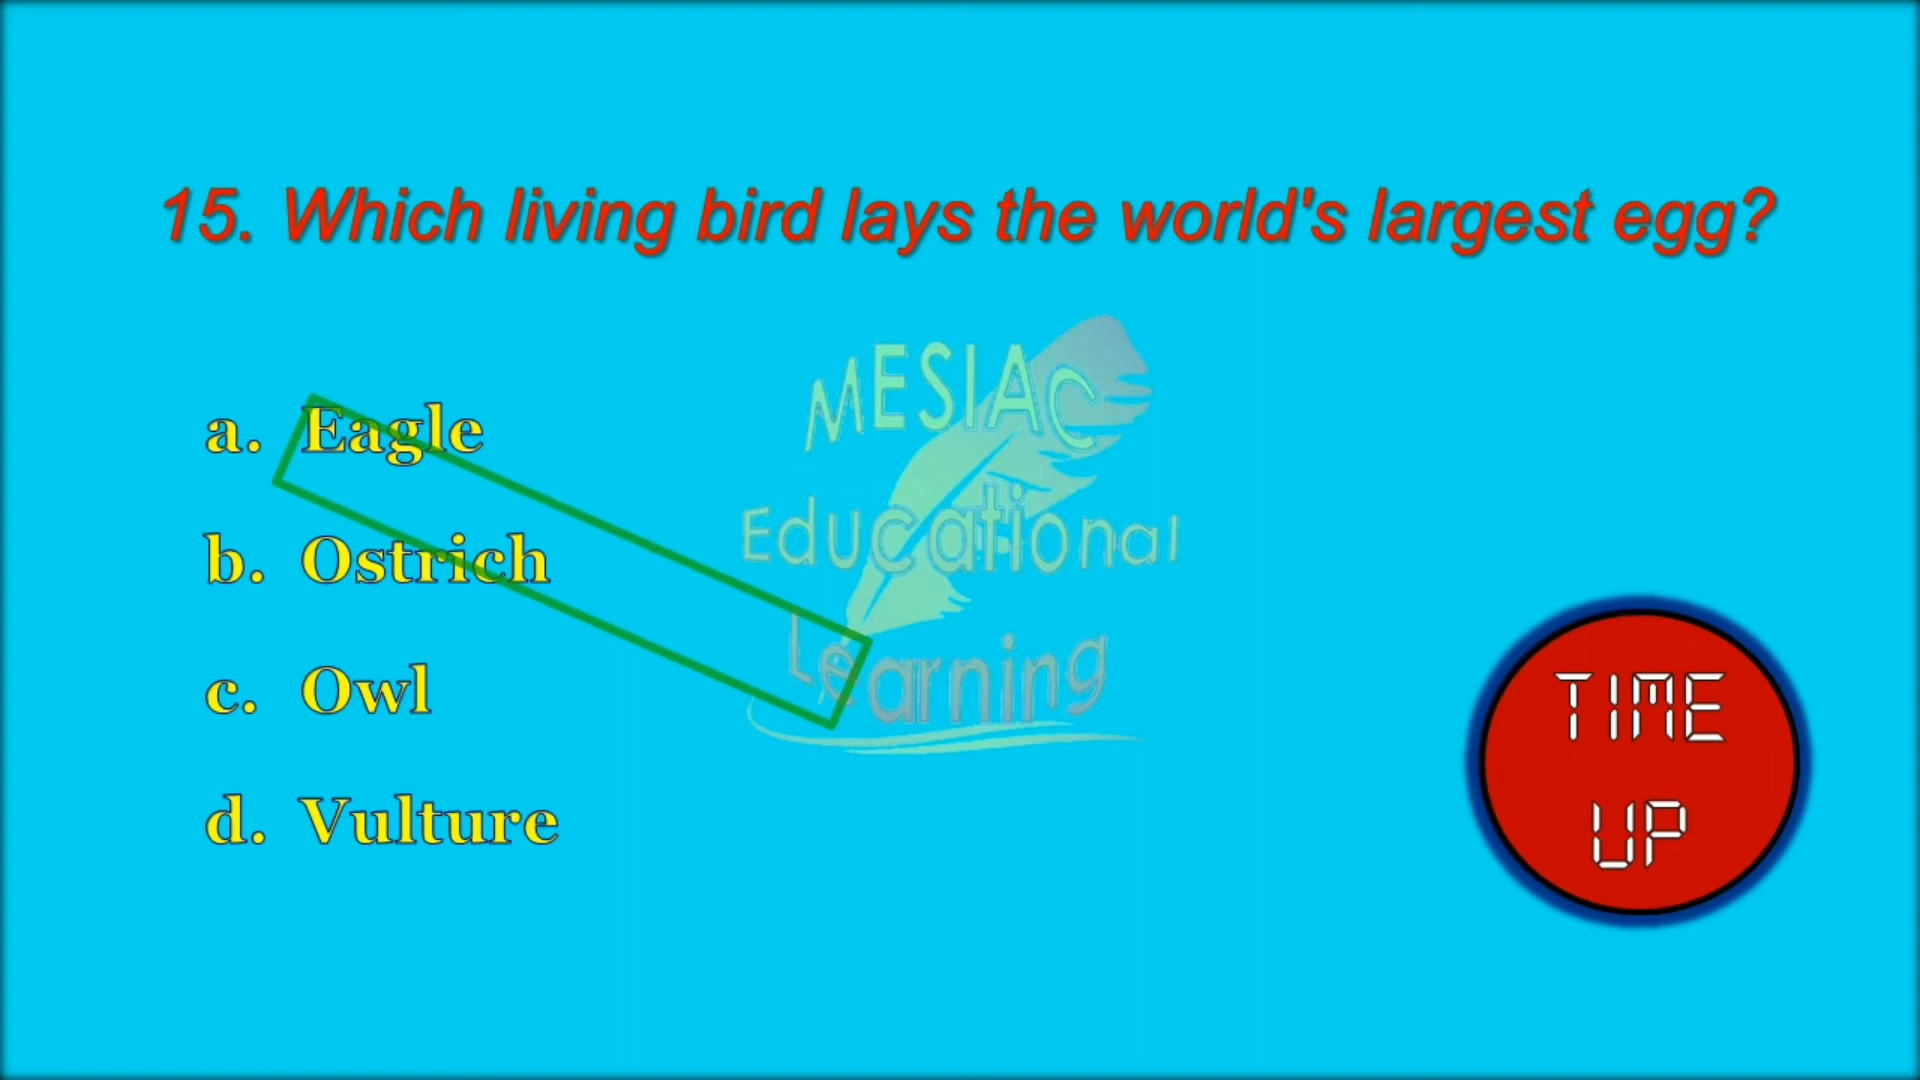 15. Which living bird lays the world's largest egg?
MESIAC
a. Eagle
Educational
b. Ostrich
Learning
c. Owl
TIME
d. Vulture
UP